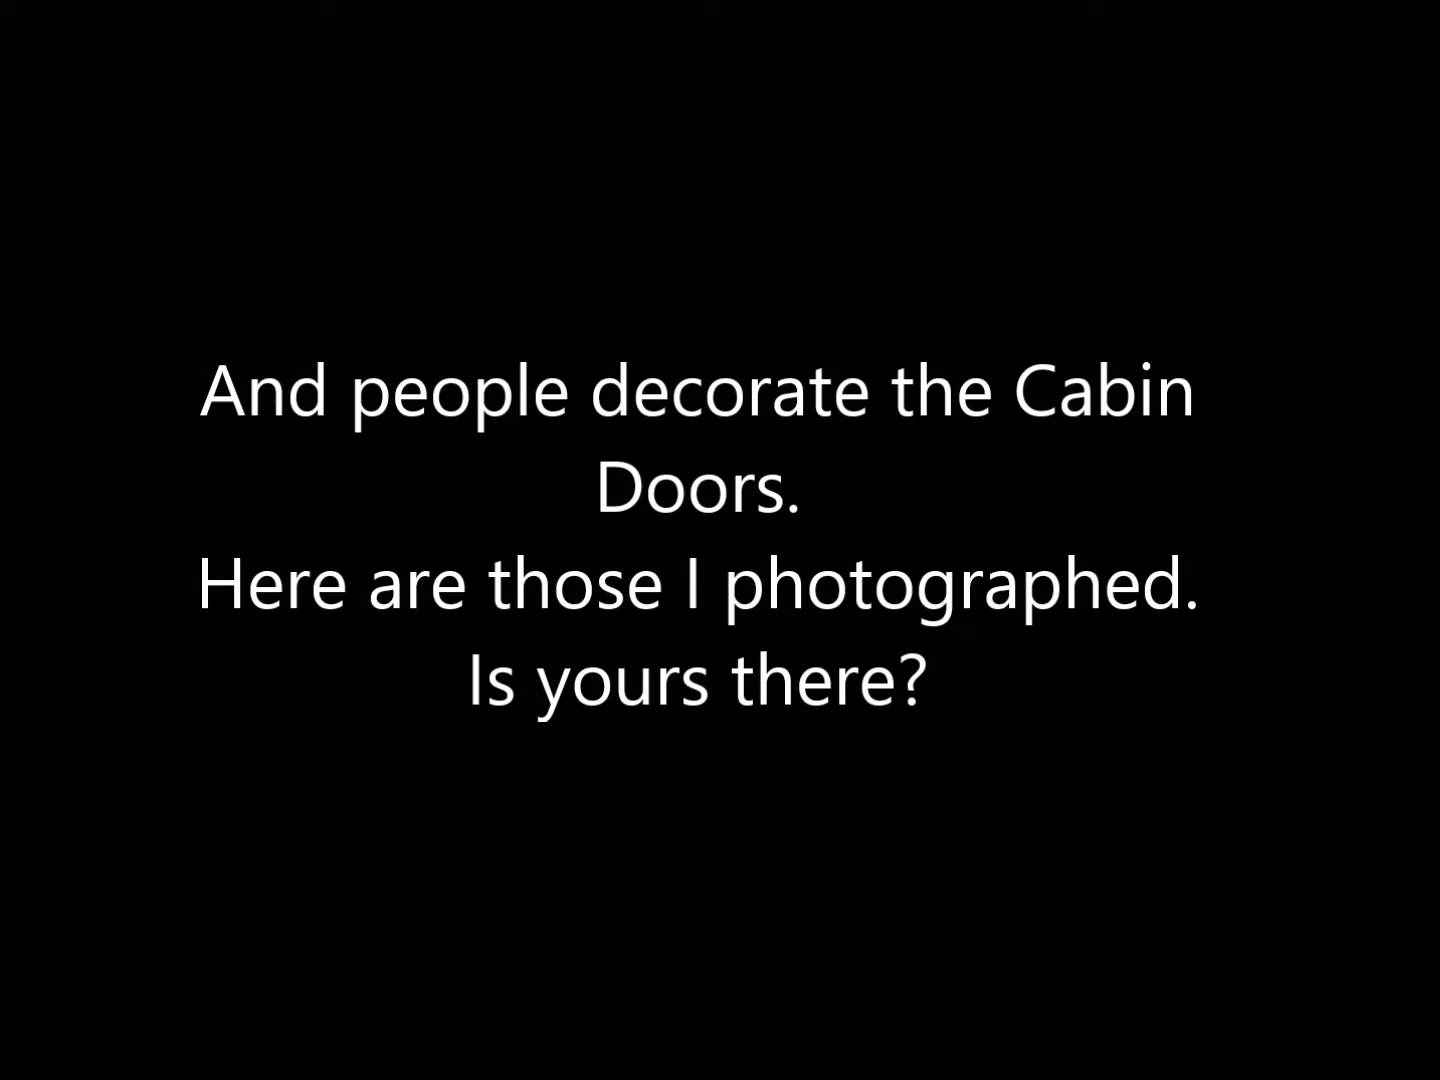 And people decorate the Cabin
Doors.
Here are those I photographed.
Is yours there?